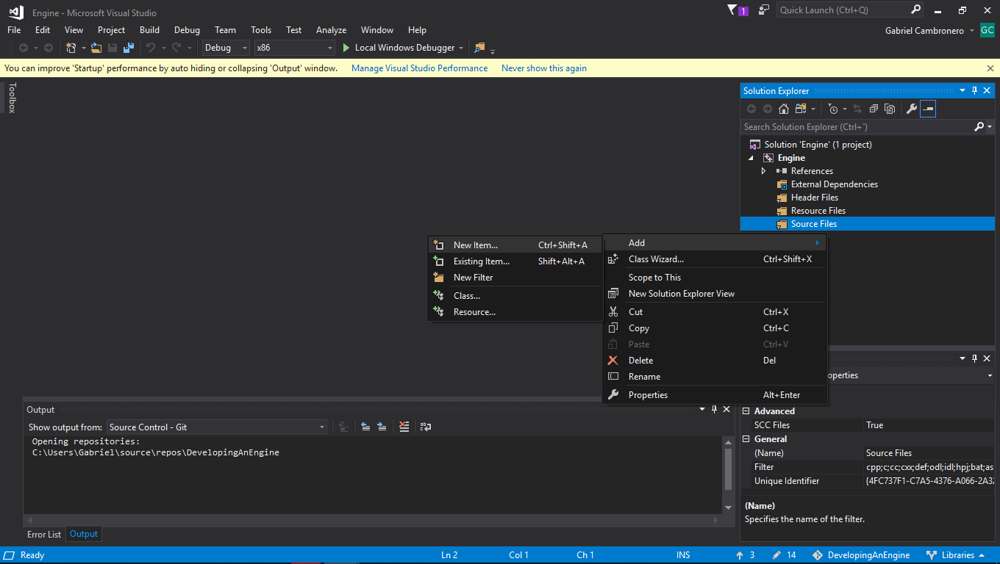 Engine - Microsoft Visual Studio
1
Quick Launch (Ctrl+Q)
File Edit View Project Build Debug Team Tools Test Analyze Window Help
Gabriel Cambronero GC
Debug x86 Local Windows Debugger
You can improve 'Startup' performance by auto hiding or collapsing 'Output' window. Manage Visual Studio Performance Never show this again
Toolbox
Solution Explorer
Search Solution Explorer (Ctrl+`)
Solution 'Engine' (1 project)
Engine
References
External Dependencies
Header Files
Resource Files
Source Files
New Item... Ctrl+Shift+A
Existing Item... Shift+Alt+A
New Filter
Class...
Resource...
Add
Class Wizard... Ctrl+Shift+X
Scope to This
New Solution Explorer View
Cut Ctrl+X
Copy Ctrl+C
Paste Ctrl+V
Delete Del
Rename
Properties Alt+Enter
operties
Advanced
SCC Files True
General
(Name) Source Files
Filter cpp;c;cc;cxx;def;odl;idl;hpj;bat;as
Unique Identifier {4FC737F1-C7A5-4376-A066-2A32
(Name)
Specifies the name of the filter.
Output
Show output from: Source Control - Git
Opening repositories:
C:\Users\Gabriel\source\repos\DevelopingAnEngine
Error List Output
Ready Ln 2 Col 1 Ch 1 INS 3 14 DevelopingAnEngine Libraries